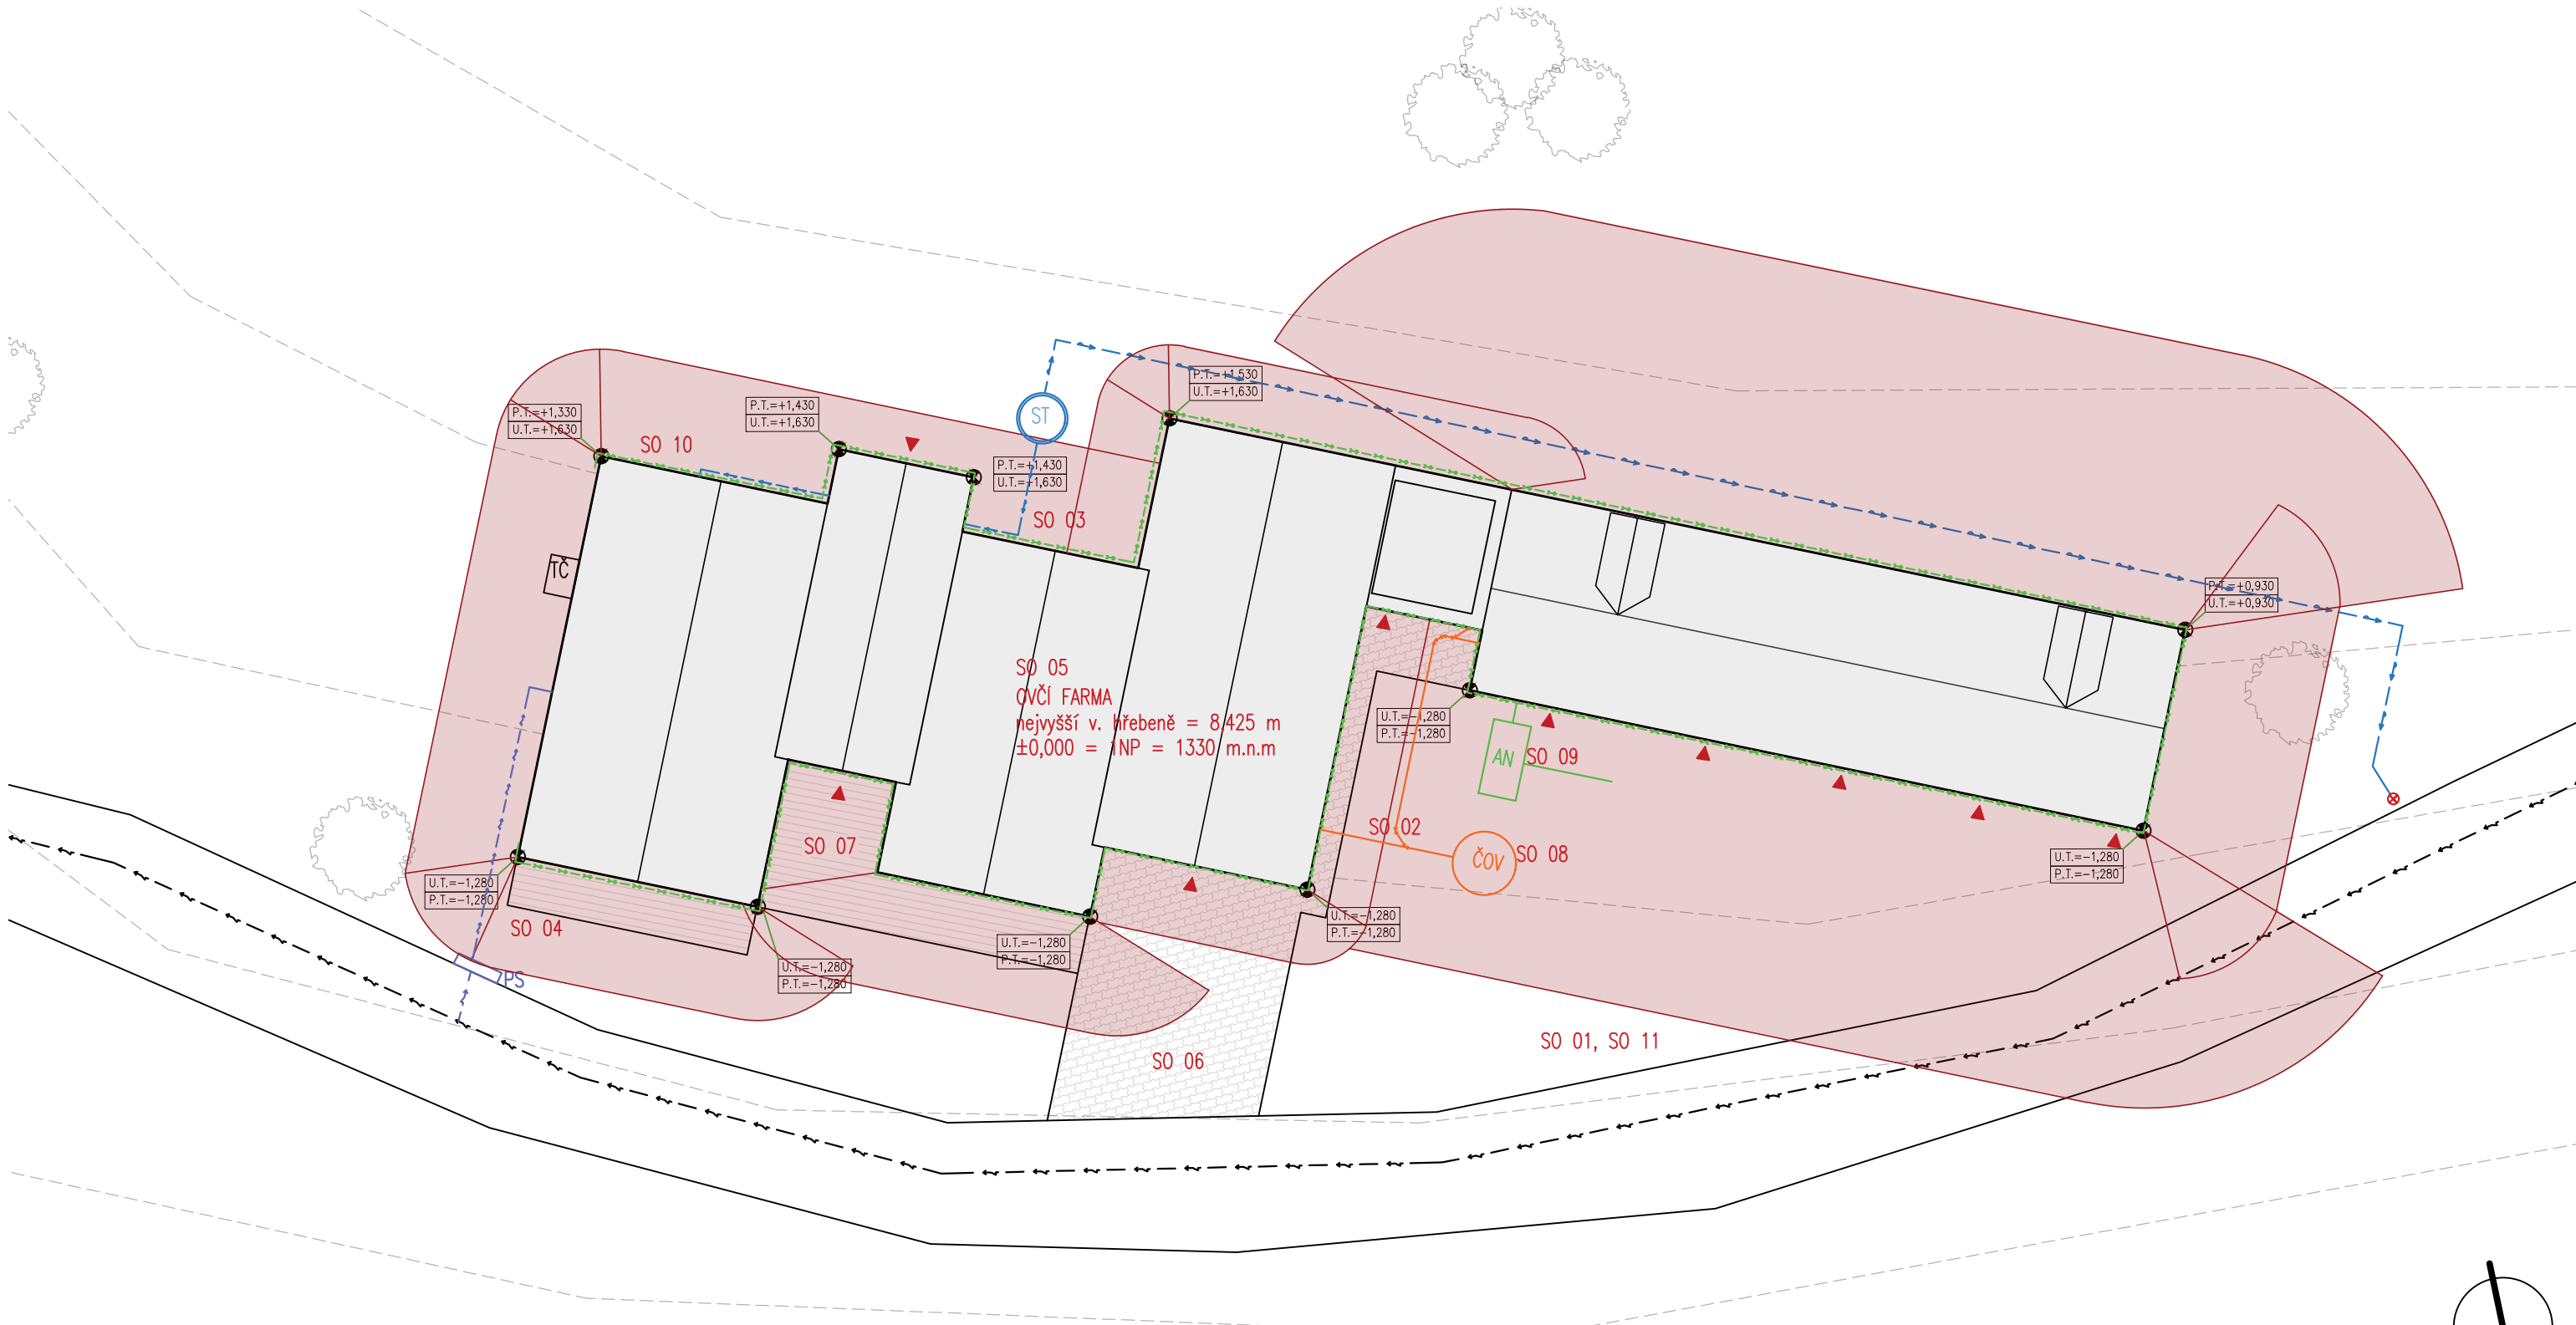 ST
P.T.=+1,530
U.T.=+1,630
P.T.=+1,330
U.T.=+1,630
P.T.=+1,430
U.T.=+1,630
SO 10
P.T.=+1,430
U.T.=+1,630
SO 03
TČ
P.T.=+0,930
U.T.=+0,930
SO 05
OVČÍ FARMA
nejvyšší v. hřebeně = 8,425 m
±0,000 = 1NP = 1330 m.n.m
U.T.=-1,280
P.T.=-1,280
AN
SO 09
SO 02
SO 07
ČOV
SO 08
U.T.=-1,280
P.T.=-1,280
U.T.=-1,280
P.T.=-1,280
SO 04
U.T.=-1,280
P.T.=-1,280
U.T.=-1,280
P.T.=-1,280
U.T.=-1,280
P.T.=-1,280
PS
SO 01, SO 11
SO 06